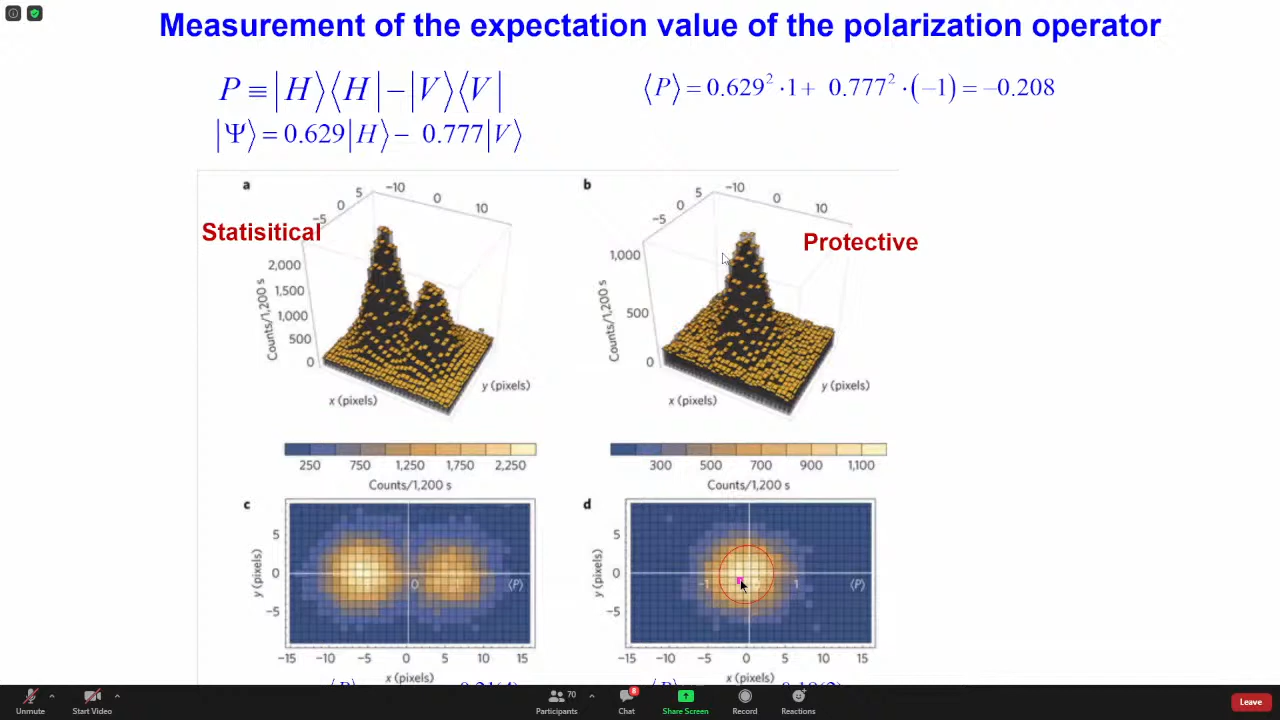 Measurement of the expectation value of the polarization operator
P ≡ |H⟩⟨H| − |V⟩⟨V|
⟨P⟩ = 0.629² · 1 + 0.777² · (−1) = −0.208
|Ψ⟩ = 0.629|H⟩ − 0.777|V⟩
a
Statisitical
5 −10
0 0
−5 10
2,000
1,500
1,000
500
0
Counts/1,200 s
x (pixels)
y (pixels)
b
Protective
5 −10
0 0
−5 10
1,000
500
0
Counts/1,200 s
x (pixels)
y (pixels)
250 750 1,250 1,750 2,250
Counts/1,200 s
300 500 700 900 1,100
Counts/1,200 s
c
5
0
−5
y (pixels)
0 ⟨P⟩
−15 −10 −5 0 5 10 15
x (pixels)
d
5
0
−5
y (pixels)
−1 1 ⟨P⟩
−15 −10 −5 0 5 10 15
x (pixels)
Unmute
Start Video
70
Participants
8
Chat
Share Screen
Record
Reactions
Leave